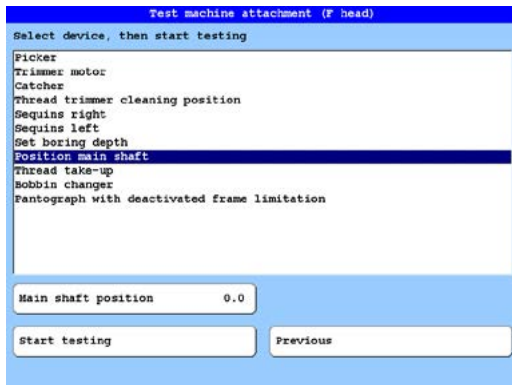 Test machine attachment (F head)
Select device, then start testing
Picker
Trimmer motor
Catcher
Thread trimmer cleaning position
Sequins right
Sequins left
Set boring depth
Position main shaft
Thread take-up
Bobbin changer
Pantograph with deactivated frame limitation
Main shaft position 0.0
Start testing Previous